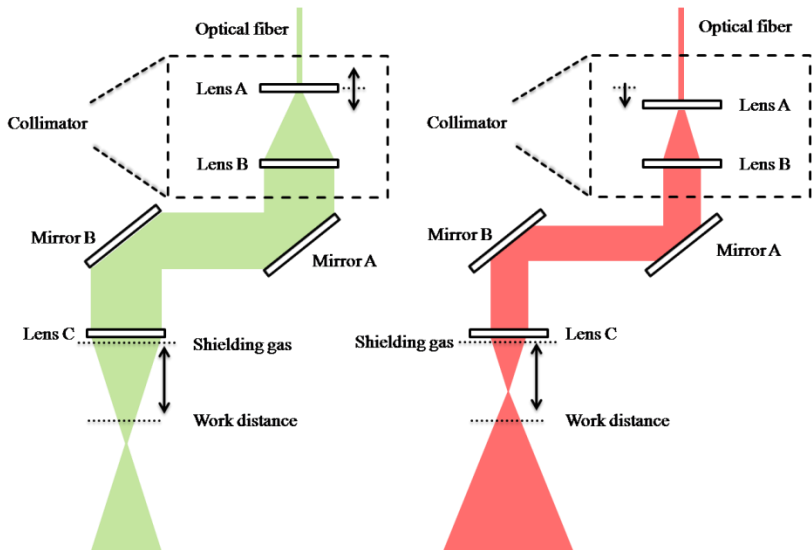 Optical fiber
Lens A
Collimator
Lens B
Mirror B
Mirror A
Lens C
Shielding gas
Work distance
Optical fiber
Lens A
Collimator
Lens B
Mirror B
Mirror A
Shielding gas
Lens C
Work distance